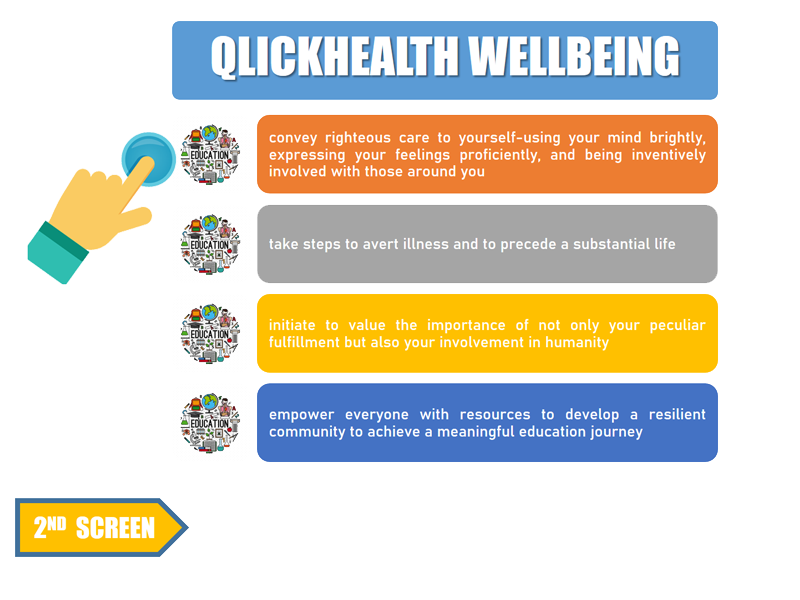 QLICKHEALTH WELLBEING
EDUCATION
convey righteous care to yourself-using your mind brightly,
expressing your feelings proficiently, and being inventively
involved with those around you
EDUCATION
take steps to avert illness and to precede a substantial life
EDUCATION
initiate to value the importance of not only your peculiar
fulfillment but also your involvement in humanity
EDUCATION
empower everyone with resources to develop a resilient
community to achieve a meaningful education journey
2ND SCREEN